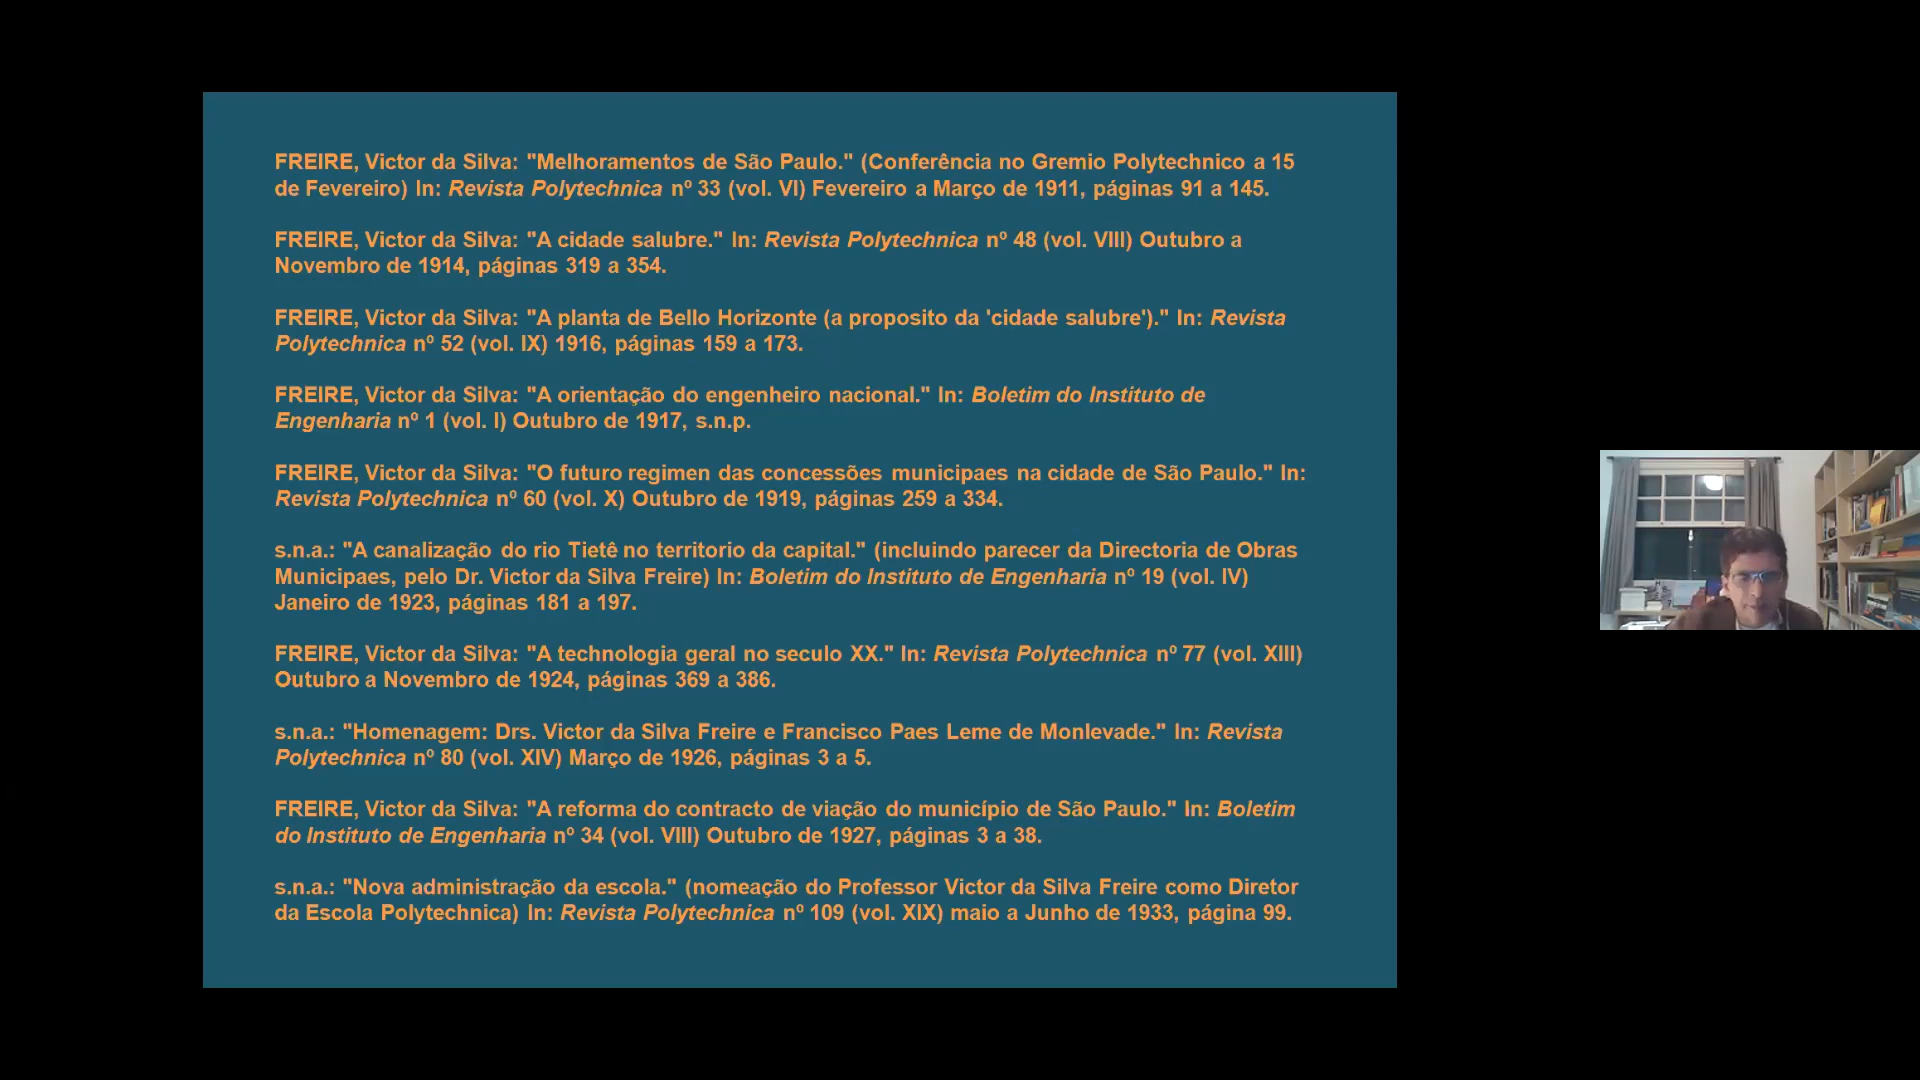 FREIRE, Victor da Silva: "Melhoramentos de São Paulo." (Conferência no Gremio Polytechnico a 15
de Fevereiro) In: Revista Polytechnica nº 33 (vol. VI) Fevereiro a Março de 1911, páginas 91 a 145.
FREIRE, Victor da Silva: "A cidade salubre." In: Revista Polytechnica nº 48 (vol. VIII) Outubro a
Novembro de 1914, páginas 319 a 354.
FREIRE, Victor da Silva: "A planta de Bello Horizonte (a proposito da 'cidade salubre')." In: Revista
Polytechnica nº 52 (vol. IX) 1916, páginas 159 a 173.
FREIRE, Victor da Silva: "A orientação do engenheiro nacional." In: Boletim do Instituto de
Engenharia nº 1 (vol. I) Outubro de 1917, s.n.p.
FREIRE, Victor da Silva: "O futuro regimen das concessões municipaes na cidade de São Paulo." In:
Revista Polytechnica nº 60 (vol. X) Outubro de 1919, páginas 259 a 334.
s.n.a.: "A canalização do rio Tietê no territorio da capital." (incluindo parecer da Directoria de Obras
Municipaes, pelo Dr. Victor da Silva Freire) In: Boletim do Instituto de Engenharia nº 19 (vol. IV)
Janeiro de 1923, páginas 181 a 197.
FREIRE, Victor da Silva: "A technologia geral no seculo XX." In: Revista Polytechnica nº 77 (vol. XIII)
Outubro a Novembro de 1924, páginas 369 a 386.
s.n.a.: "Homenagem: Drs. Victor da Silva Freire e Francisco Paes Leme de Monlevade." In: Revista
Polytechnica nº 80 (vol. XIV) Março de 1926, páginas 3 a 5.
FREIRE, Victor da Silva: "A reforma do contracto de viação do município de São Paulo." In: Boletim
do Instituto de Engenharia nº 34 (vol. VIII) Outubro de 1927, páginas 3 a 38.
s.n.a.: "Nova administração da escola." (nomeação do Professor Victor da Silva Freire como Diretor
da Escola Polytechnica) In: Revista Polytechnica nº 109 (vol. XIX) maio a Junho de 1933, página 99.